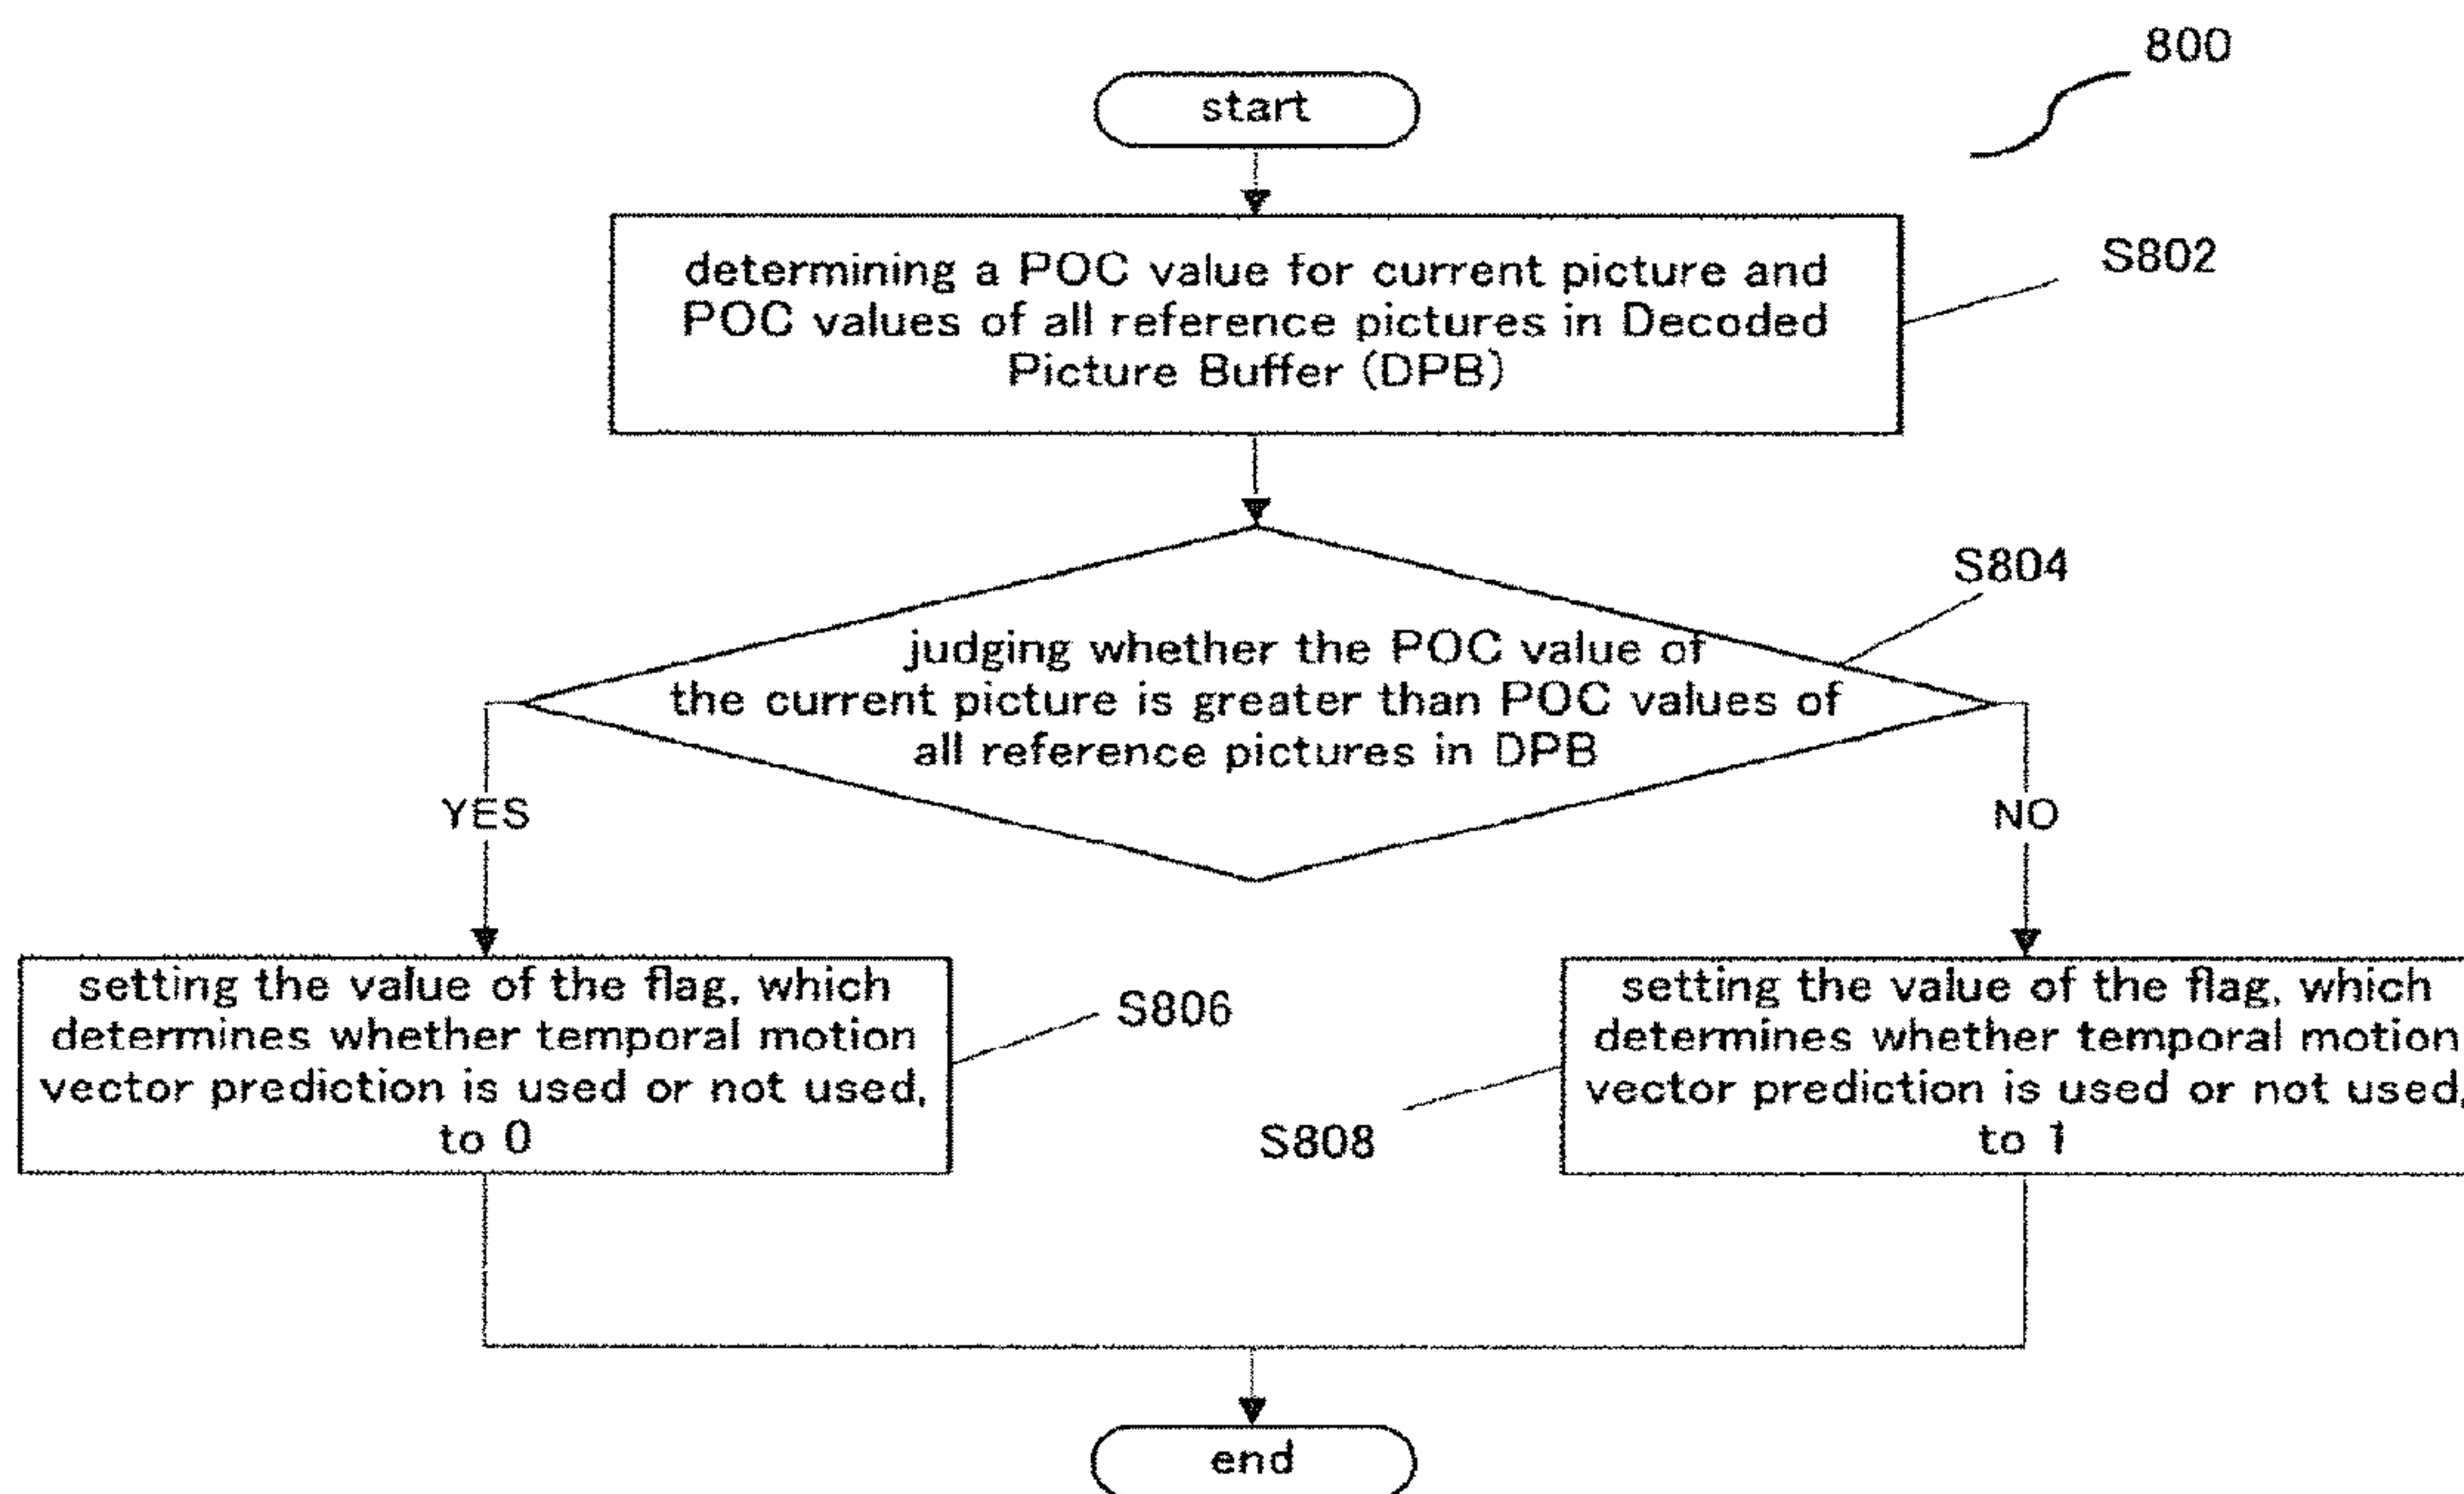 800
start
determining a POC value for current picture and
POC values of all reference pictures in Decoded
Picture Buffer (DPB)
S802
S804
judging whether the POC value of
the current picture is greater than POC values of
all reference pictures in DPB
YES
NO
setting the value of the flag, which
determines whether temporal motion
vector prediction is used or not used,
to 0
S806
setting the value of the flag, which
determines whether temporal motion
vector prediction is used or not used,
to 1
S808
end